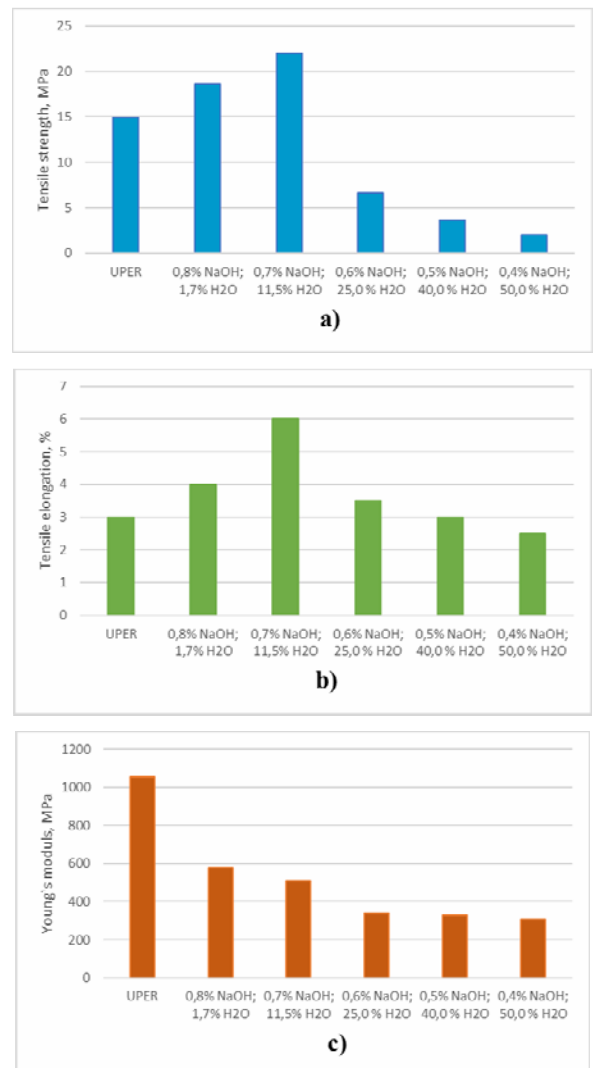 25
20
15
10
5
0
Tensile strength, MPa
UPER 0,8% NaOH; 0,7% NaOH; 0,6% NaOH; 0,5% NaOH; 0,4% NaOH;
1,7% H2O 11,5% H2O 25,0 % H2O 40,0 % H2O 50,0 % H2O
a)
7
6
5
4
3
2
1
0
Tensile elongation, %
UPER 0,8% NaOH; 0,7% NaOH; 0,6% NaOH; 0,5% NaOH; 0,4% NaOH;
1,7% H2O 11,5% H2O 25,0 % H2O 40,0 % H2O 50,0 % H2O
b)
1200
1000
800
600
400
200
0
Young`s moduls, MPa
UPER 0,8% NaOH; 0,7% NaOH; 0,6% NaOH; 0,5% NaOH; 0,4% NaOH;
1,7% H2O 11,5% H2O 25,0 % H2O 40,0 % H2O 50,0 % H2O
c)